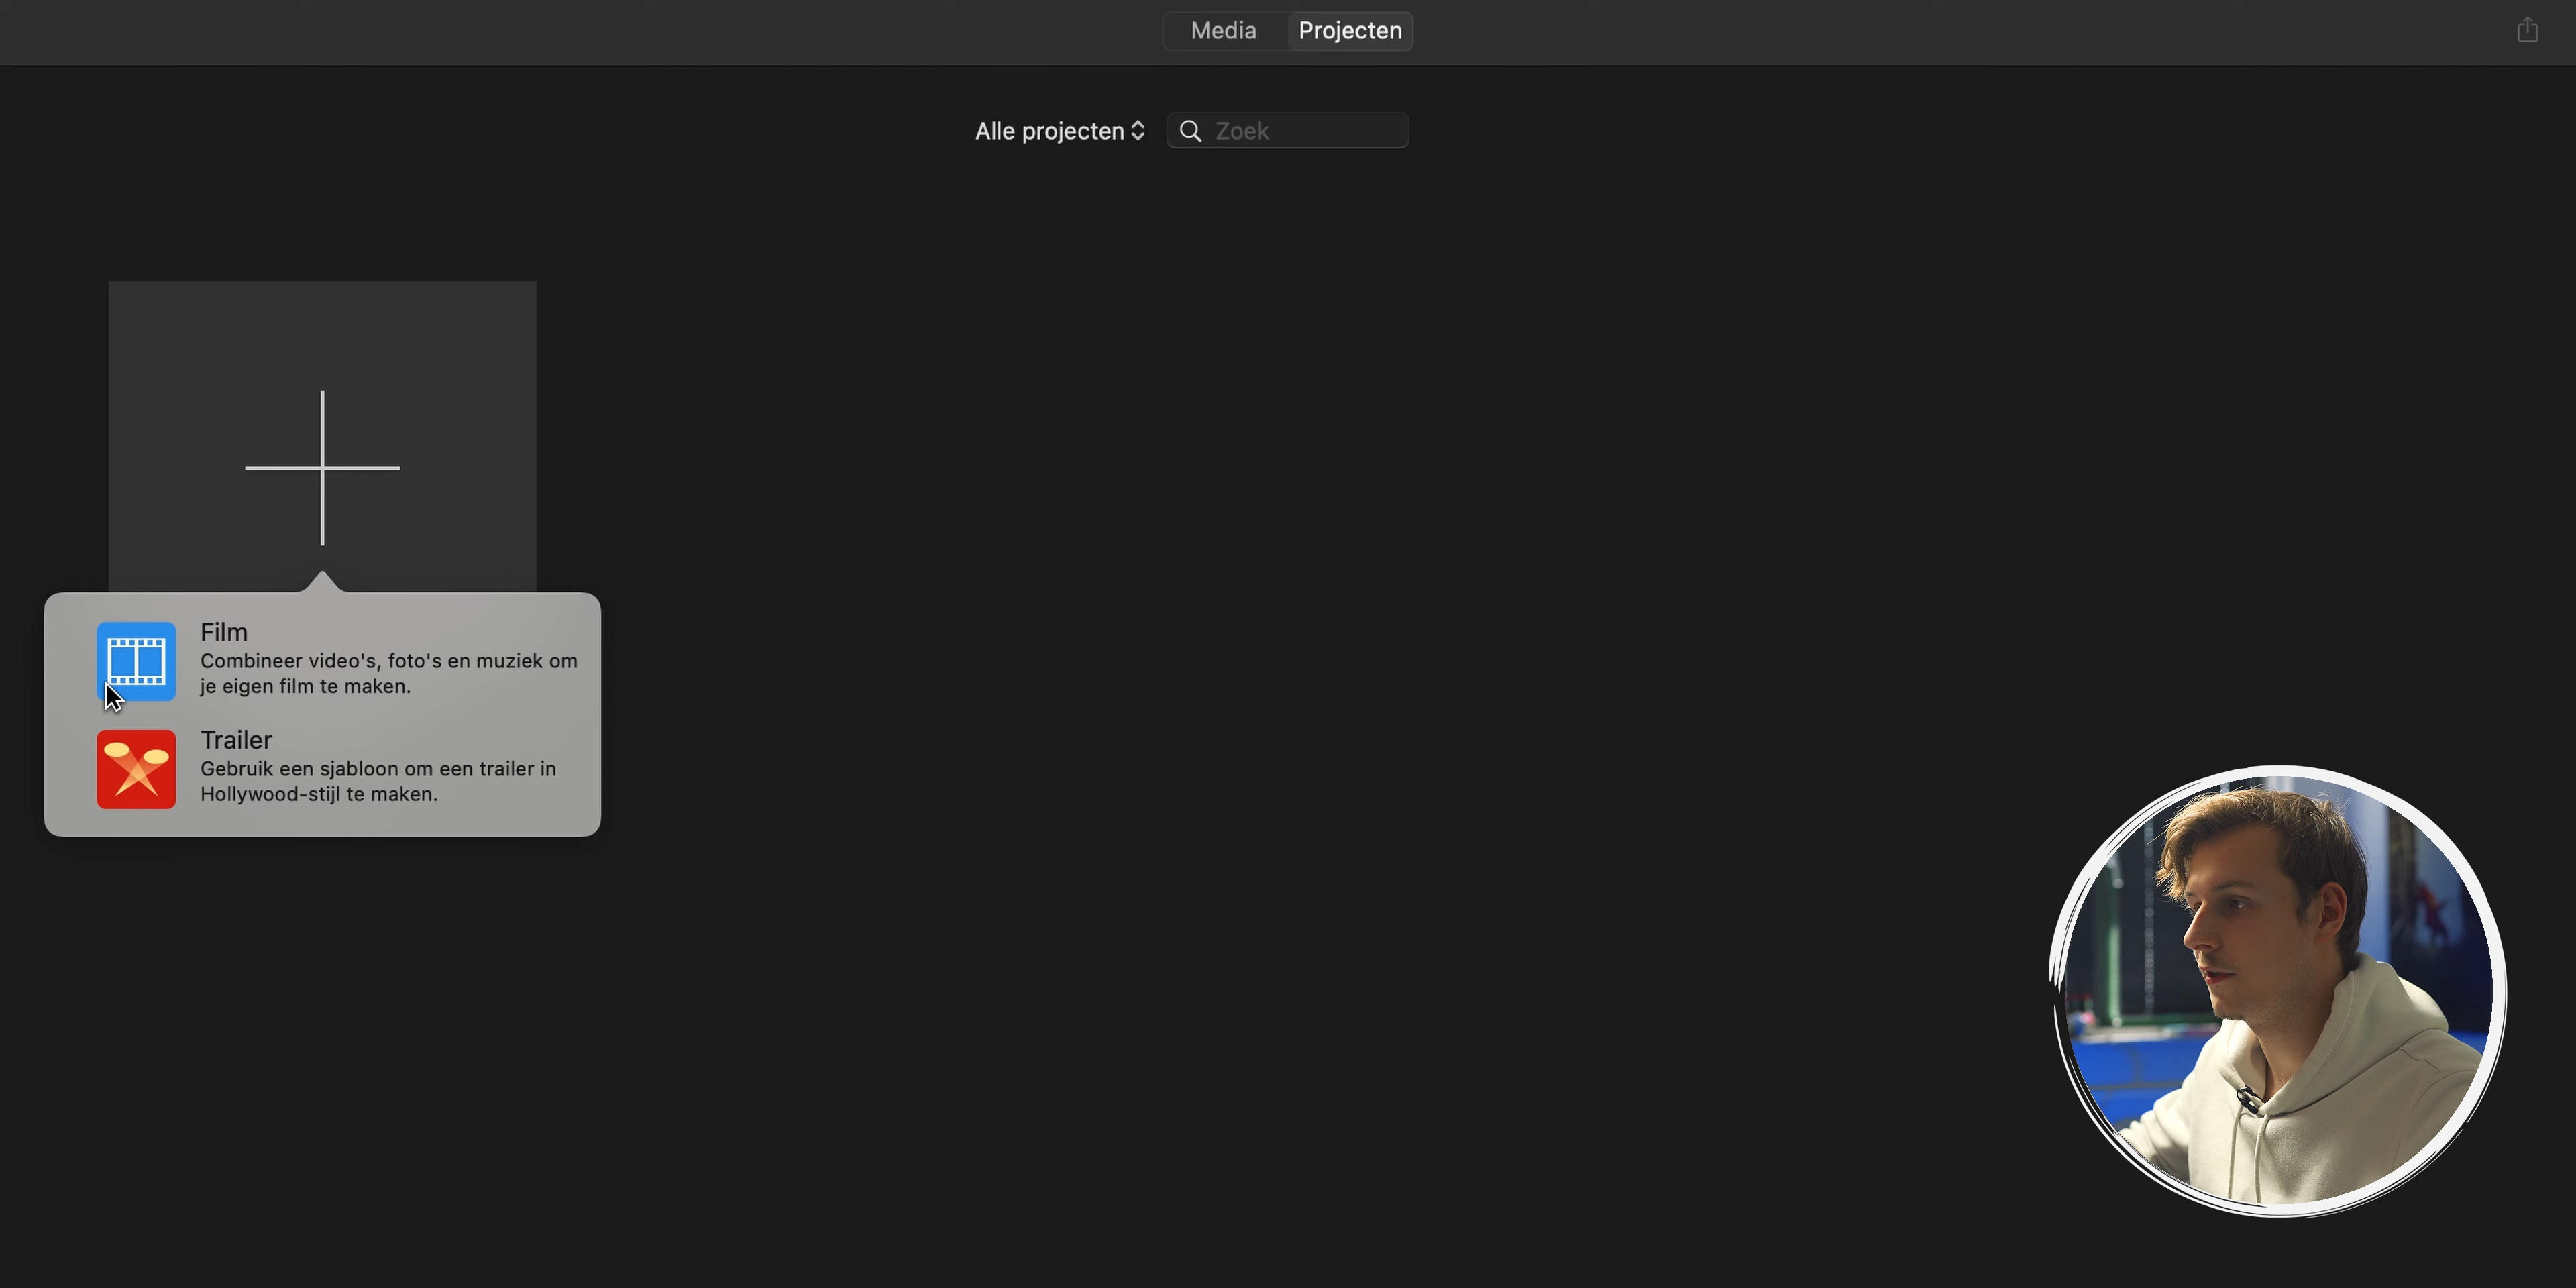 Media Projecten
Alle projecten Zoek
Film
Combineer video's, foto's en muziek om
je eigen film te maken.
Trailer
Gebruik een sjabloon om een trailer in
Hollywood-stijl te maken.